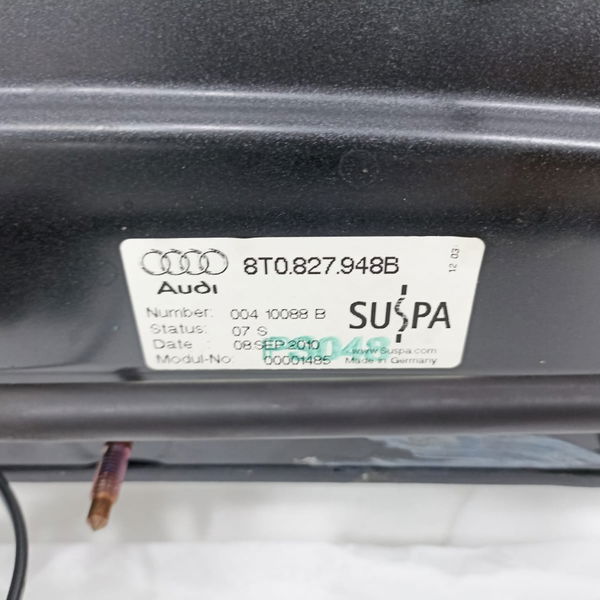 8T0.827.948B
Audi
12 03
Number: 004 10088 B
SUSPA
Status: 07 S
Date : 08 SEP 2010
www.Suspa.com
Modul-No: 00001485
Made in Germany